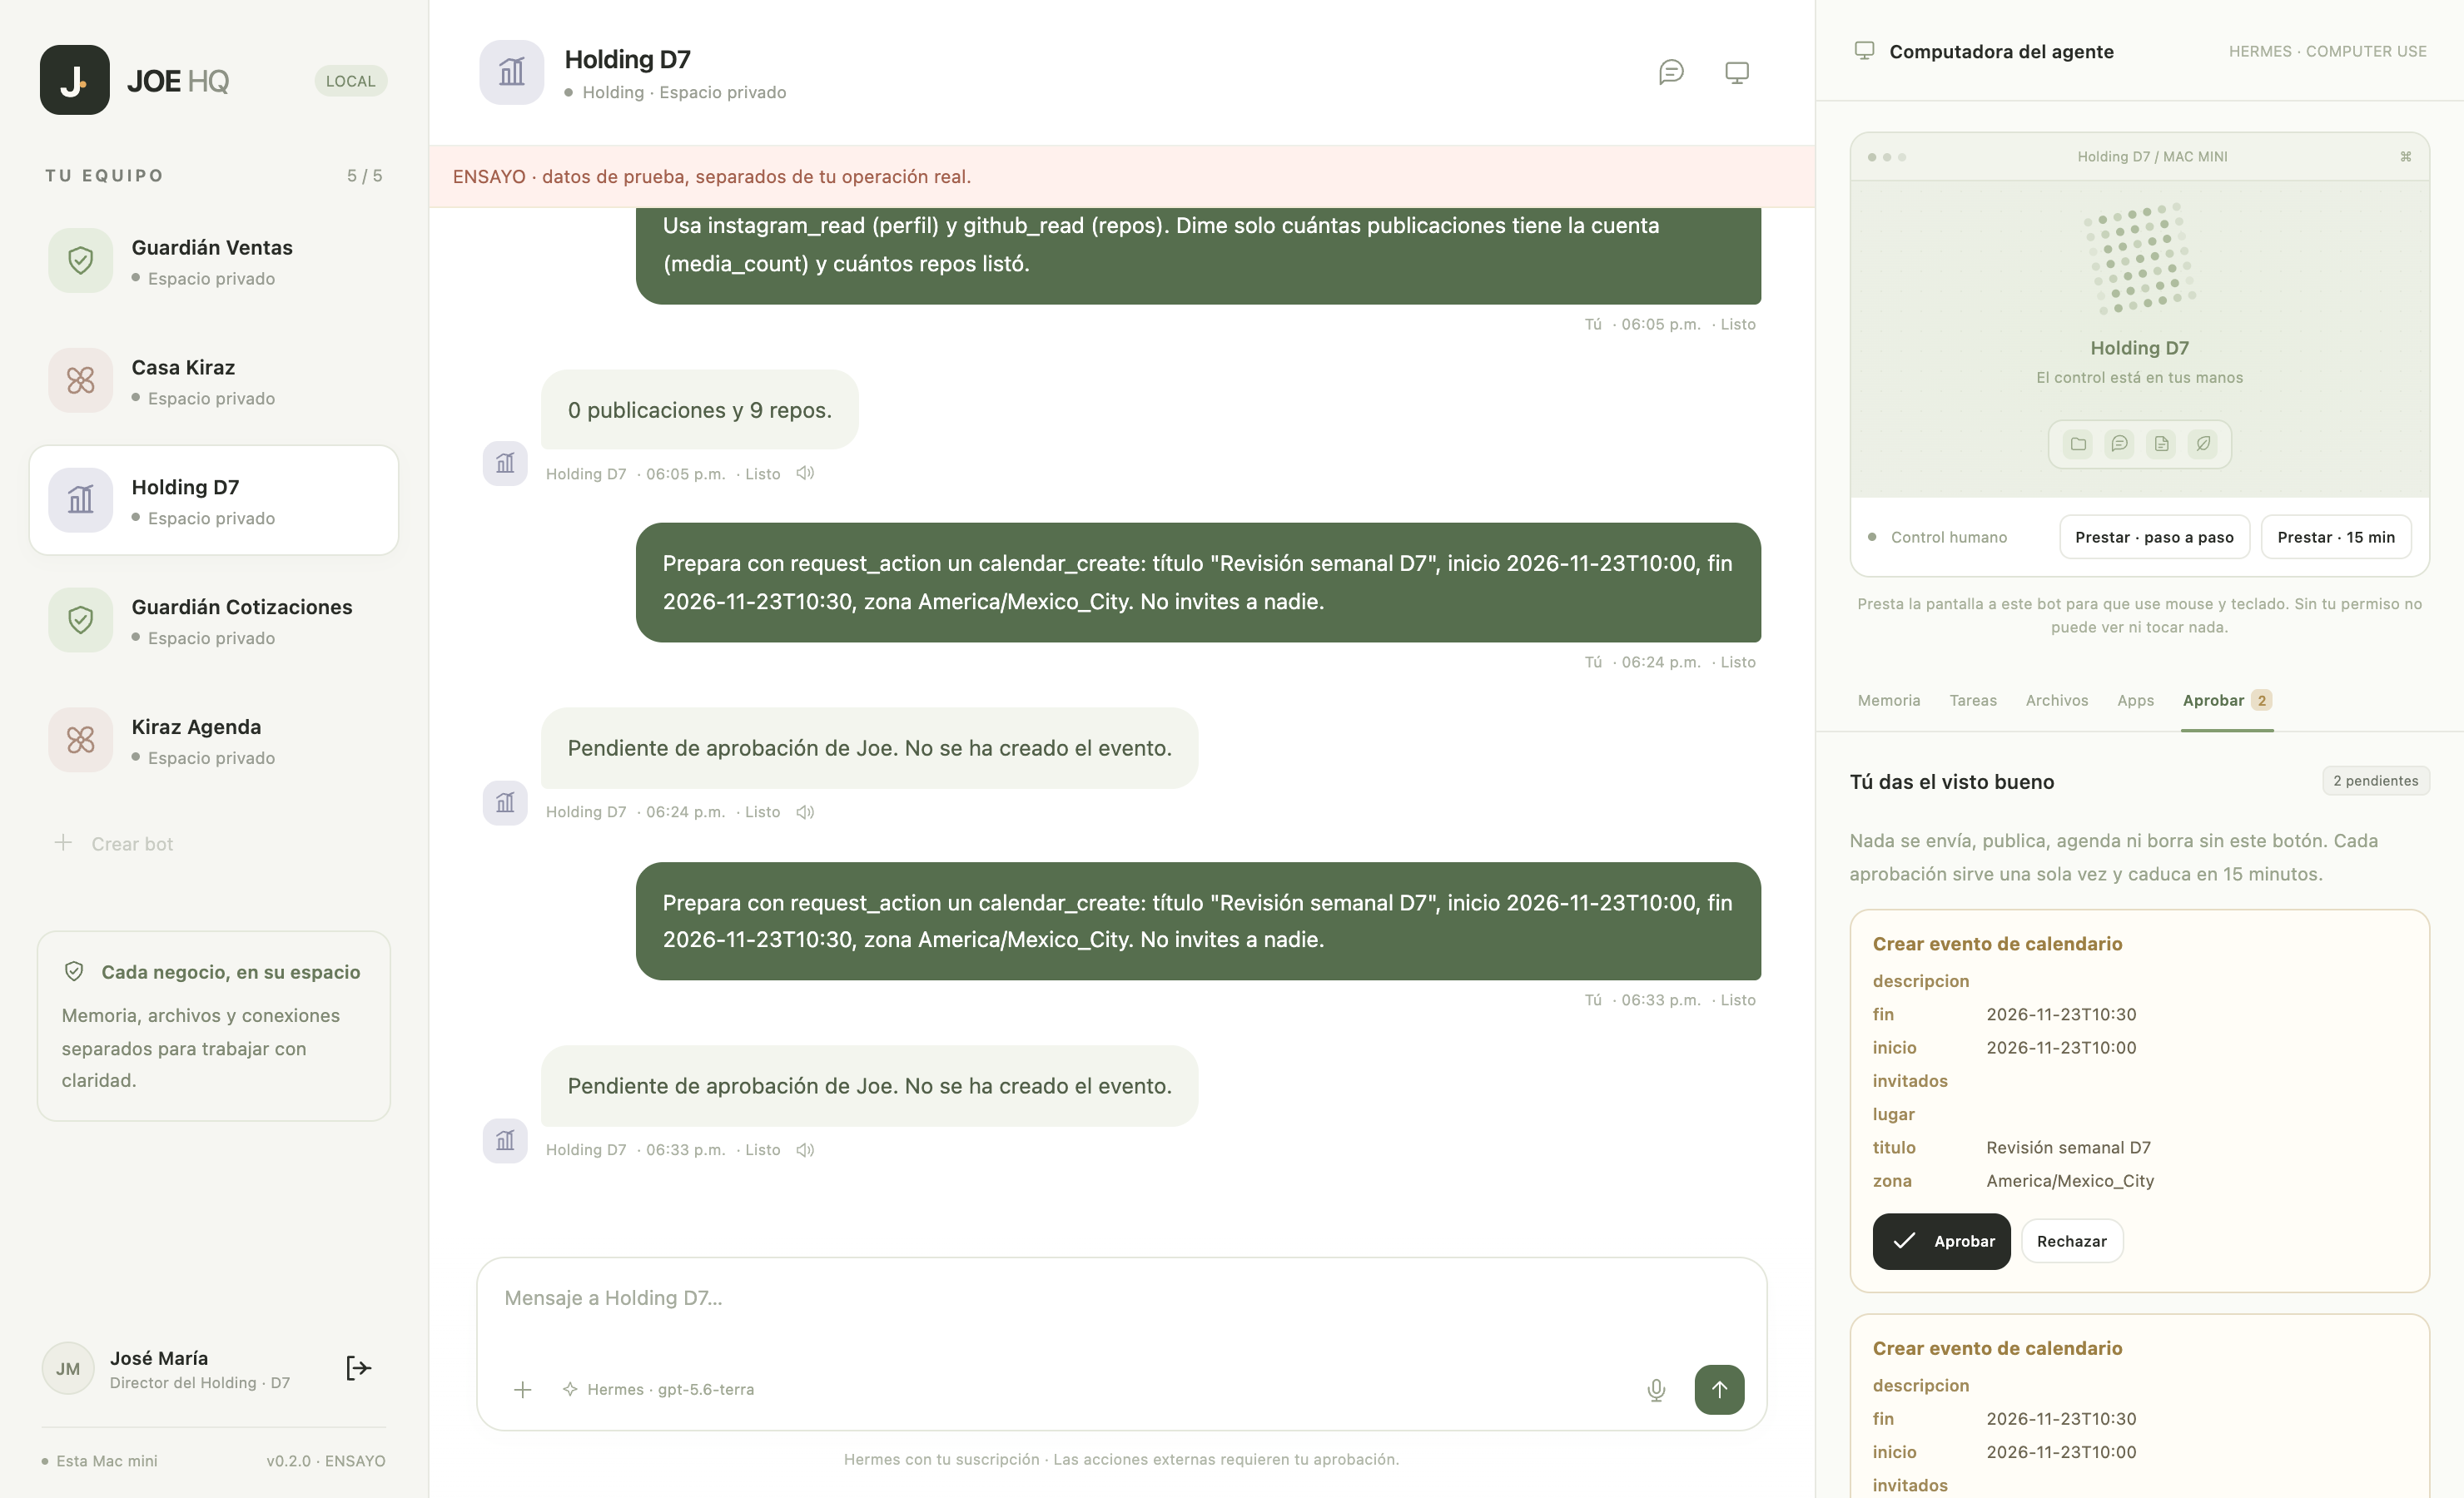 J.
JOE HQ
LOCAL
TU EQUIPO
5 / 5
Guardián Ventas
Espacio privado
Casa Kiraz
Espacio privado
Holding D7
Espacio privado
Guardián Cotizaciones
Espacio privado
Kiraz Agenda
Espacio privado
Crear bot
Cada negocio, en su espacio
Memoria, archivos y conexiones
separados para trabajar con
claridad.
JM
José María
Director del Holding · D7
Esta Mac mini
v0.2.0 · ENSAYO
Holding D7
Holding · Espacio privado
ENSAYO · datos de prueba, separados de tu operación real.
Usa instagram_read (perfil) y github_read (repos). Dime solo cuántas publicaciones tiene la cuenta
(media_count) y cuántos repos listó.
Tú · 06:05 p.m. · Listo
0 publicaciones y 9 repos.
Holding D7 · 06:05 p.m. · Listo
Prepara con request_action un calendar_create: título "Revisión semanal D7", inicio 2026-11-23T10:00, fin
2026-11-23T10:30, zona America/Mexico_City. No invites a nadie.
Tú · 06:24 p.m. · Listo
Pendiente de aprobación de Joe. No se ha creado el evento.
Holding D7 · 06:24 p.m. · Listo
Prepara con request_action un calendar_create: título "Revisión semanal D7", inicio 2026-11-23T10:00, fin
2026-11-23T10:30, zona America/Mexico_City. No invites a nadie.
Tú · 06:33 p.m. · Listo
Pendiente de aprobación de Joe. No se ha creado el evento.
Holding D7 · 06:33 p.m. · Listo
Mensaje a Holding D7...
Hermes · gpt-5.6-terra
Hermes con tu suscripción · Las acciones externas requieren tu aprobación.
Computadora del agente
HERMES · COMPUTER USE
Holding D7 / MAC MINI
⌘
Holding D7
El control está en tus manos
Control humano
Prestar · paso a paso
Prestar · 15 min
Presta la pantalla a este bot para que use mouse y teclado. Sin tu permiso no
puede ver ni tocar nada.
Memoria
Tareas
Archivos
Apps
Aprobar 2
Tú das el visto bueno
2 pendientes
Nada se envía, publica, agenda ni borra sin este botón. Cada
aprobación sirve una sola vez y caduca en 15 minutos.
Crear evento de calendario
descripcion
fin 2026-11-23T10:30
inicio 2026-11-23T10:00
invitados
lugar
titulo Revisión semanal D7
zona America/Mexico_City
Aprobar
Rechazar
Crear evento de calendario
descripcion
fin 2026-11-23T10:30
inicio 2026-11-23T10:00
invitados